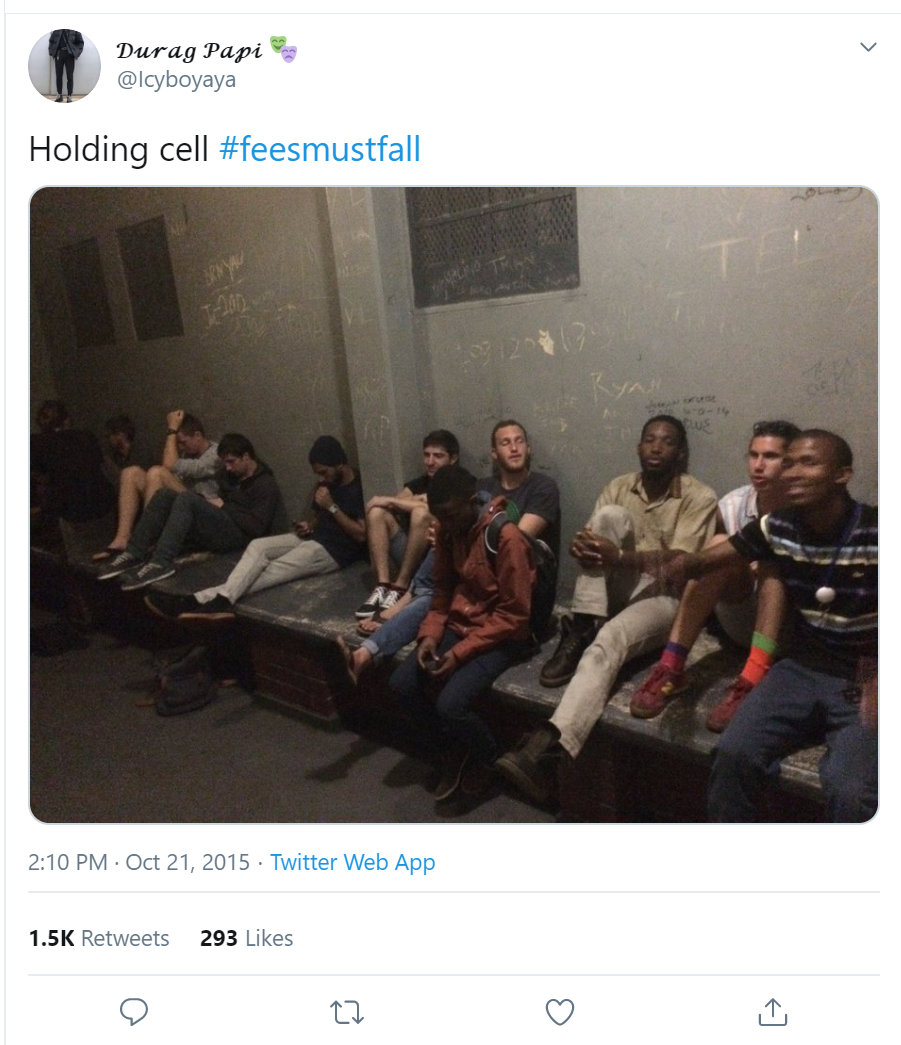 𝓓𝓾𝓻𝓪𝓰 𝓟𝓪𝓹𝓲
@Icyboyaya
Holding cell #feesmustfall
TEL
RYAN
2:10 PM · Oct 21, 2015 · Twitter Web App
1.5K Retweets 293 Likes